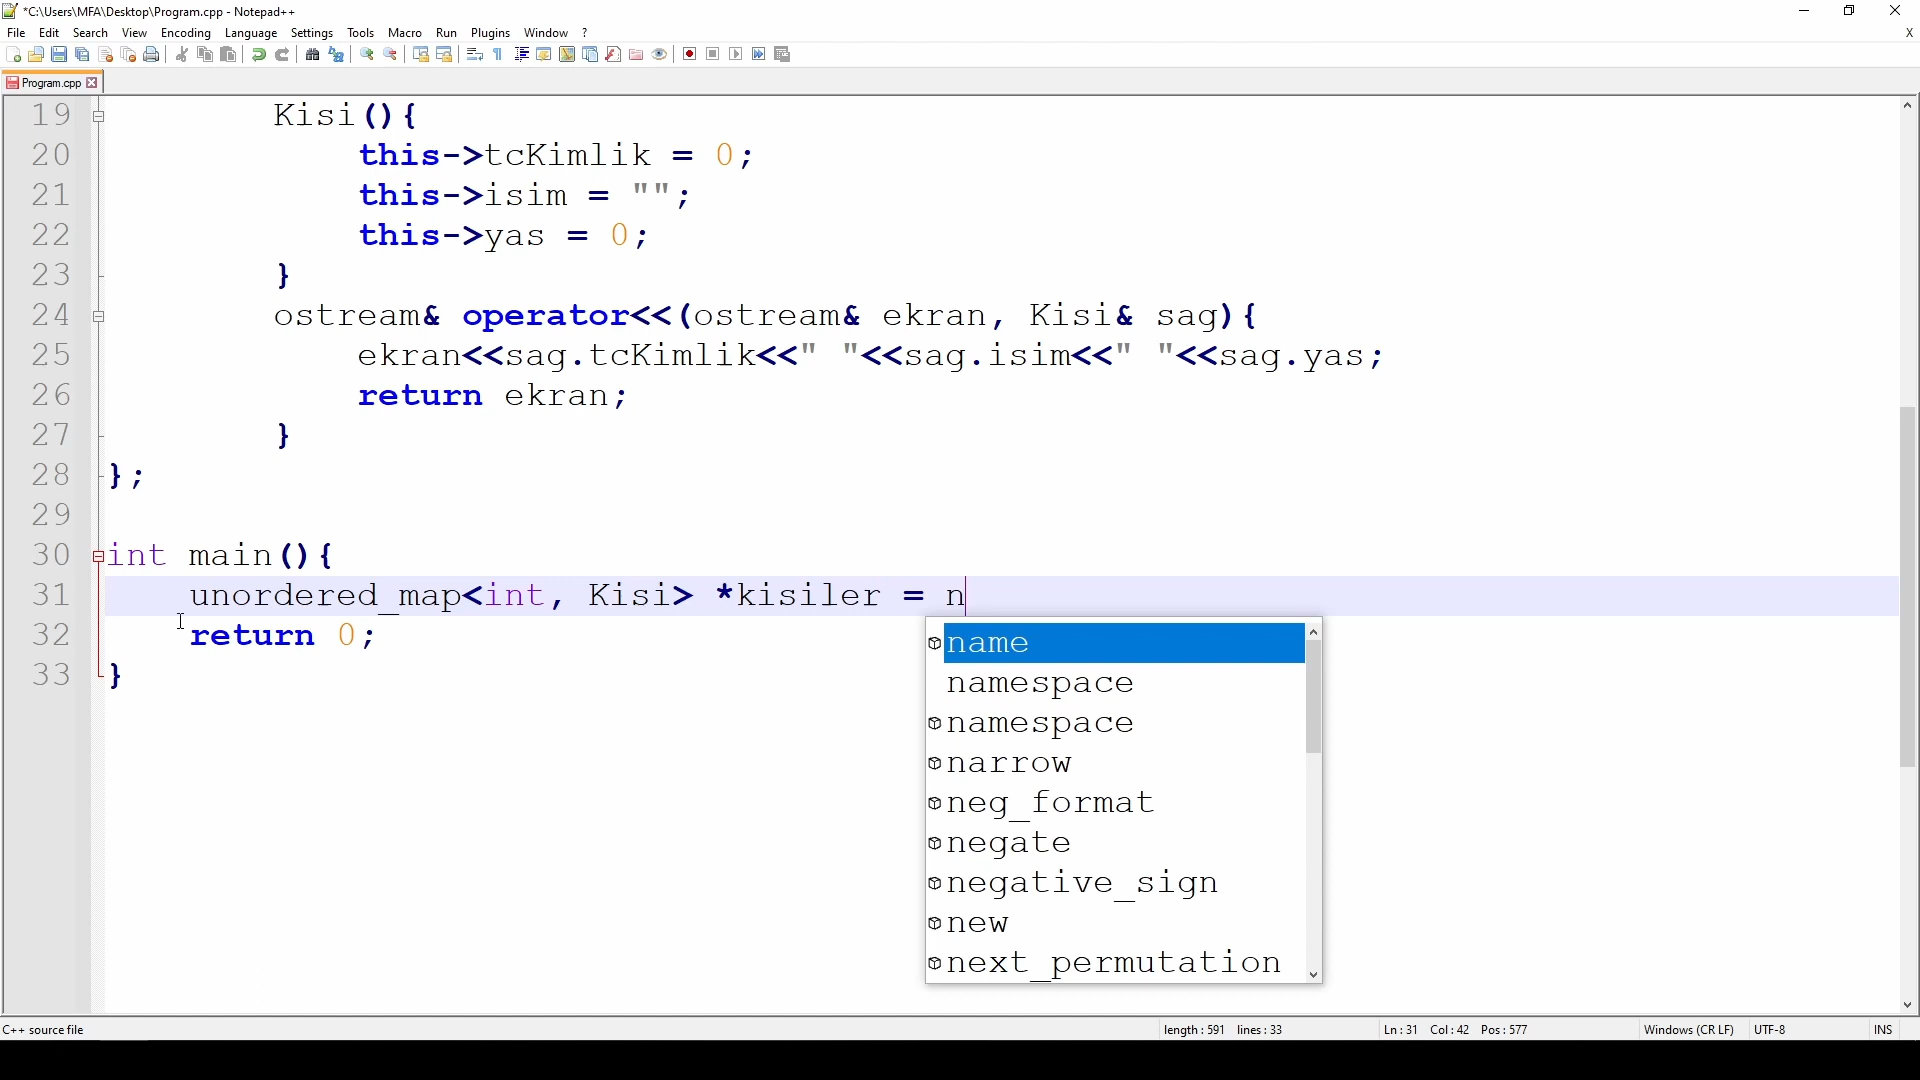 *C:\Users\MFA\Desktop\Program.cpp - Notepad++
File Edit Search View Encoding Language Settings Tools Macro Run Plugins Window ? X
Program.cpp
19 Kisi(){
20 this->tcKimlik = 0;
21 this->isim = "";
22 this->yas = 0;
23 }
24 ostream& operator<<(ostream& ekran, Kisi& sag){
25 ekran<<sag.tcKimlik<<" "<<sag.isim<<" "<<sag.yas;
26 return ekran;
27 }
28 };
29
30 int main(){
31 unordered_map<int, Kisi> *kisiler = n
32 return 0;
33 }
name
namespace
namespace
narrow
neg_format
negate
negative_sign
new
next_permutation
C++ source file length : 591 lines : 33 Ln : 31 Col : 42 Pos : 577 Windows (CR LF) UTF-8 INS